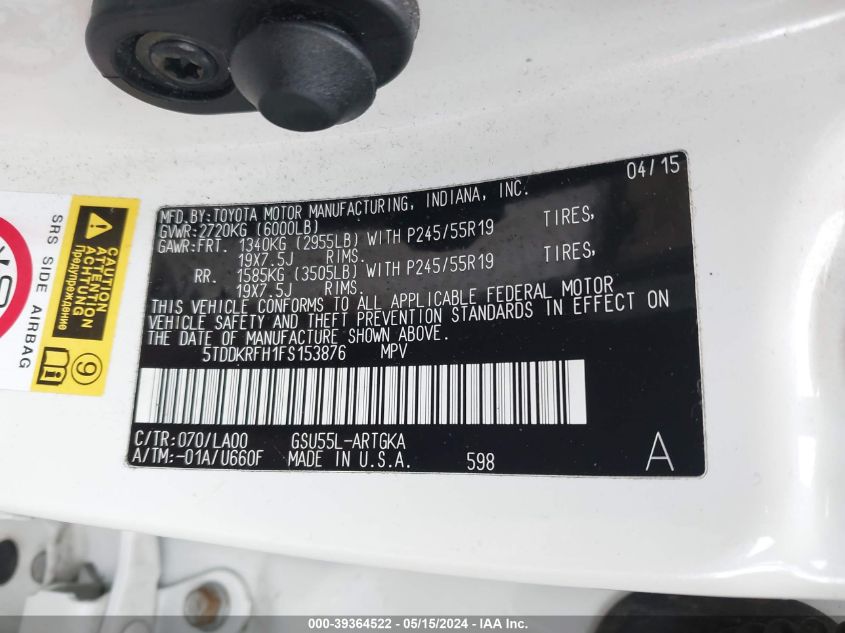 04/15
MFD.BY:TOYOTA MOTOR MANUFACTURING, INDIANA, INC.
GVWR:2720KG (6000LB)
GAWR:FRT. 1340KG (2955LB) WITH P245/55R19 TIRES,
19X7.5J RIMS.
RR. 1585KG (3505LB) WITH P245/55R19 TIRES,
19X7.5J RIMS.
THIS VEHICLE CONFORMS TO ALL APPLICABLE FEDERAL MOTOR
VEHICLE SAFETY AND THEFT PREVENTION STANDARDS IN EFFECT ON
THE DATE OF MANUFACTURE SHOWN ABOVE.
5TDDKRFH1FS153876 MPV
C/TR:070/LA00 GSU55L-ARTGKA
A/TM:-01A/U660F MADE IN U.S.A. 598 A
SRS SIDE AIRBAG
CAUTION
ATTENTION
ACHTUNG
Предупреждение
9
000-39364522 - 05/15/2024 - IAA Inc.